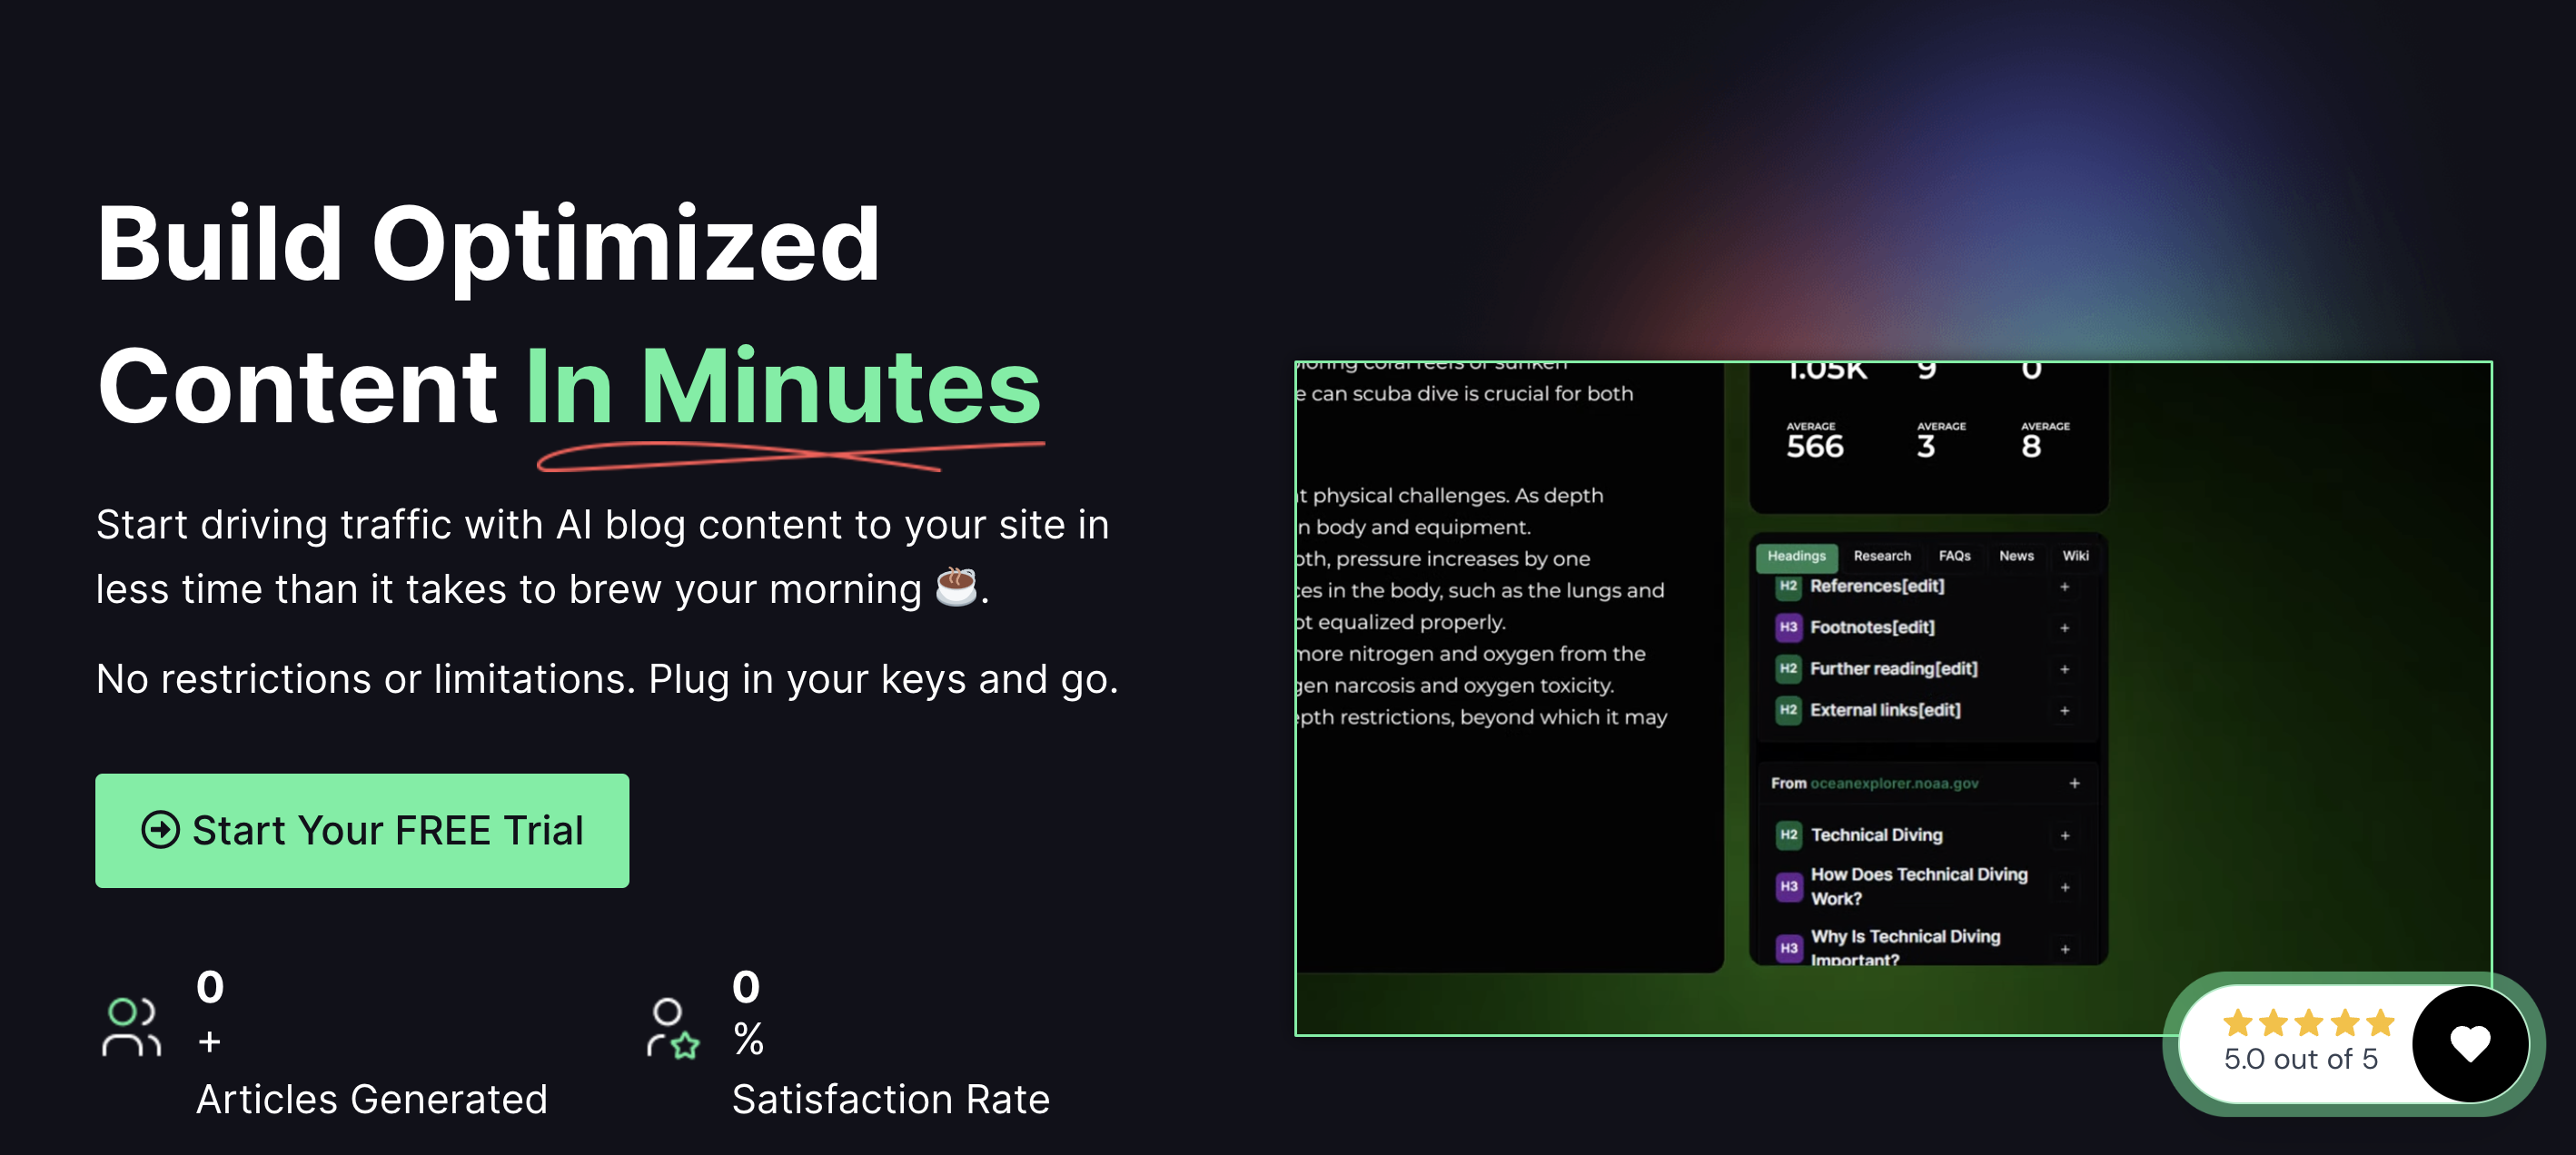 Build Optimized
Content In Minutes
Start driving traffic with AI blog content to your site in
less time than it takes to brew your morning ☕.
No restrictions or limitations. Plug in your keys and go.
Start Your FREE Trial
0
+
Articles Generated
0
%
Satisfaction Rate
loring coral reefs or sunken
e can scuba dive is crucial for both
t physical challenges. As depth
n body and equipment.
oth, pressure increases by one
ces in the body, such as the lungs and
ot equalized properly.
more nitrogen and oxygen from the
gen narcosis and oxygen toxicity.
epth restrictions, beyond which it may
1.05K 9 0
AVERAGE AVERAGE AVERAGE
566 3 8
Headings Research FAQs News Wiki
H2 References[edit] +
H3 Footnotes[edit] +
H2 Further reading[edit] +
H2 External links[edit] +
From oceanexplorer.noaa.gov +
H2 Technical Diving +
H3 How Does Technical Diving +
Work?
H3 Why Is Technical Diving +
Important?
5.0 out of 5